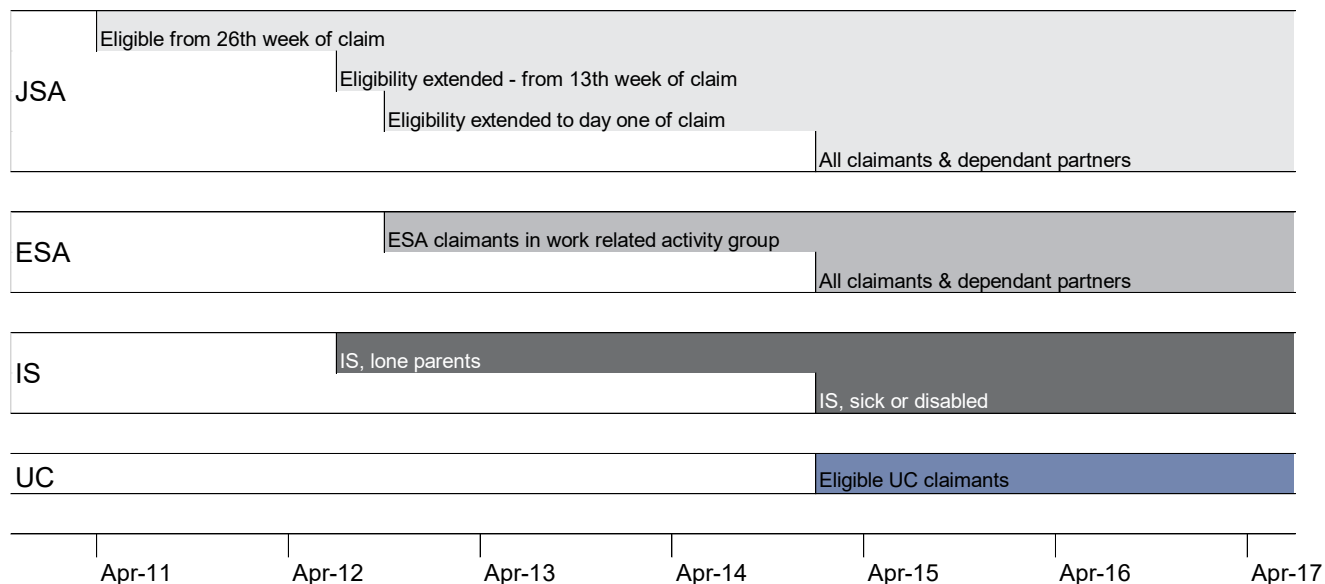 Eligible from 26th week of claim
JSA
Eligibility extended - from 13th week of claim
Eligibility extended to day one of claim
All claimants & dependant partners
ESA
ESA claimants in work related activity group
All claimants & dependant partners
IS
IS, lone parents
IS, sick or disabled
UC
Eligible UC claimants
Apr-11 Apr-12 Apr-13 Apr-14 Apr-15 Apr-16 Apr-17